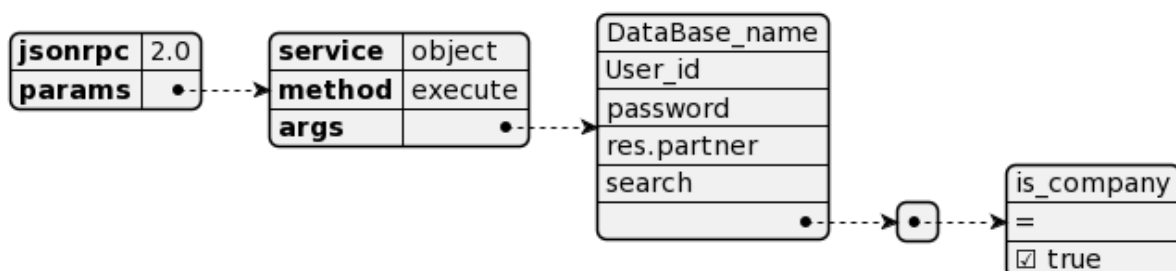 jsonrpc 2.0
params
service object
method execute
args
DataBase_name
User_id
password
res.partner
search
is_company
=
☑ true